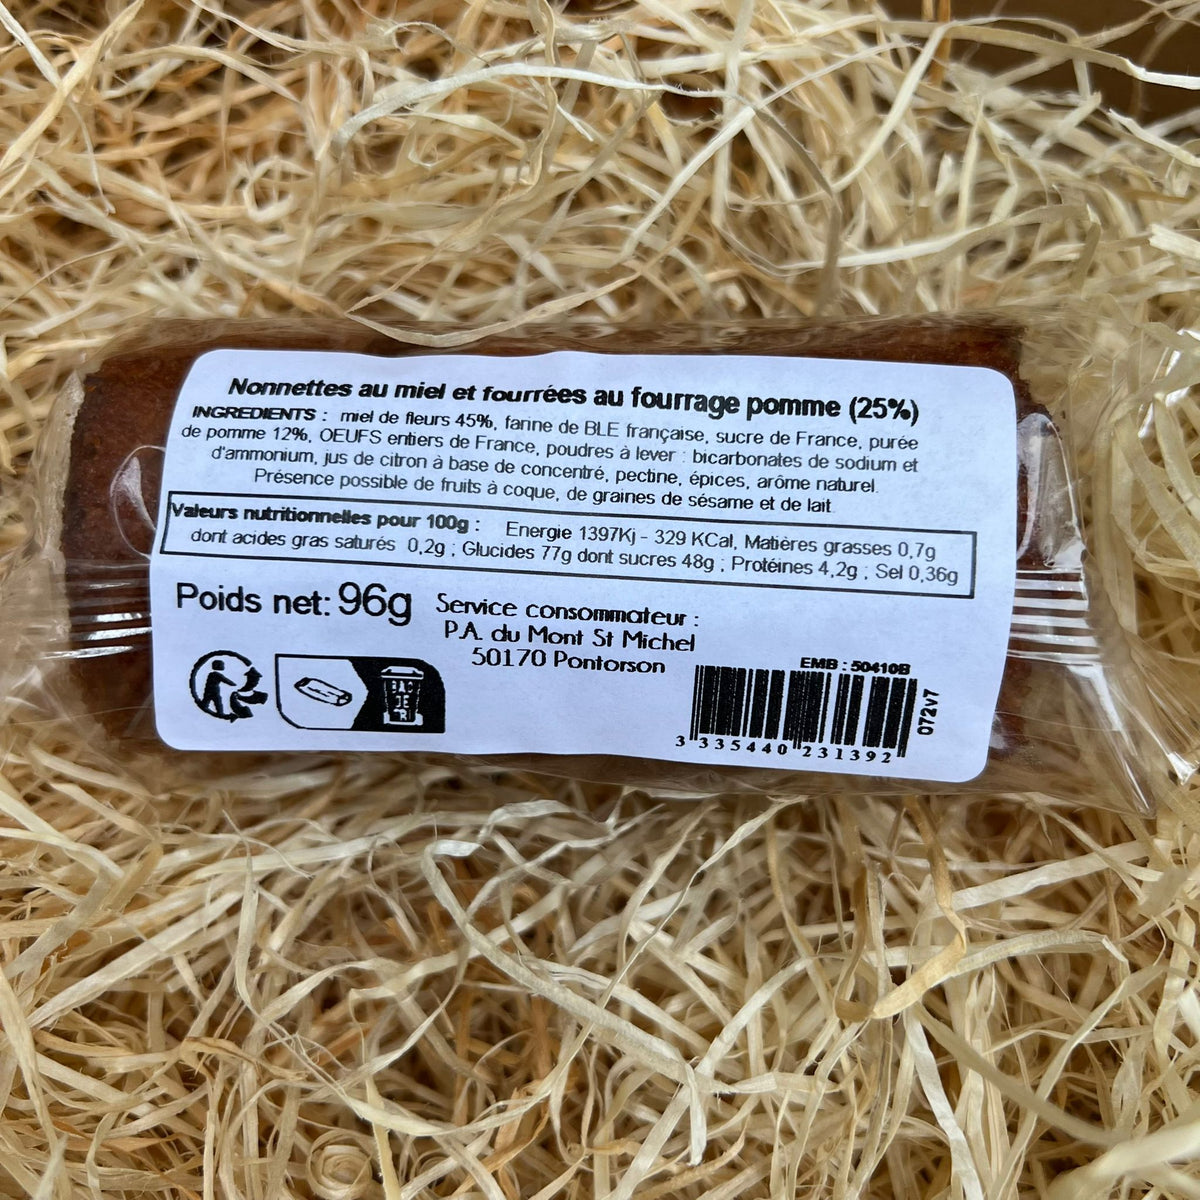 Nonnettes au miel et fourrées au fourrage pomme (25%)
INGREDIENTS : miel de fleurs 45%, farine de BLE française, sucre de France, purée
de pomme 12%, OEUFS entiers de France, poudres à lever : bicarbonates de sodium et
d'ammonium, jus de citron à base de concentré, pectine, épices, arôme naturel.
Présence possible de fruits à coque, de graines de sésame et de lait.
Valeurs nutritionnelles pour 100g : Energie 1397Kj - 329 KCal, Matières grasses 0,7g
dont acides gras saturés 0,2g ; Glucides 77g dont sucres 48g ; Protéines 4,2g ; Sel 0,36g
Poids net: 96g
Service consommateur :
P.A. du Mont St Michel
50170 Pontorson
BAC
DE
TRI
EMB : 50410B
3 335440 231392
072v7